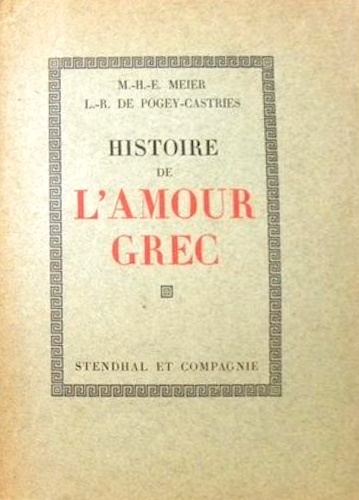 M.-H.-E. MEIER
L.-R. DE POGEY-CASTRIES
HISTOIRE
DE
L'AMOUR
GREC
STENDHAL ET COMPAGNIE